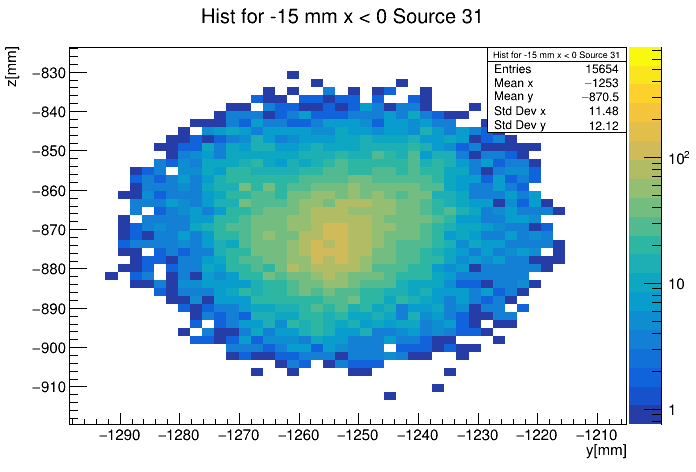 Hist for -15 mm x < 0 Source 31
z[mm]
Hist for -15 mm x < 0 Source 31
Entries 15654
Mean x −1253
Mean y −870.5
Std Dev x 11.48
Std Dev y 12.12
−830
−840
−850
−860
−870
−880
−890
−900
−910
10²
10
1
−1290 −1280 −1270 −1260 −1250 −1240 −1230 −1220 −1210
y[mm]